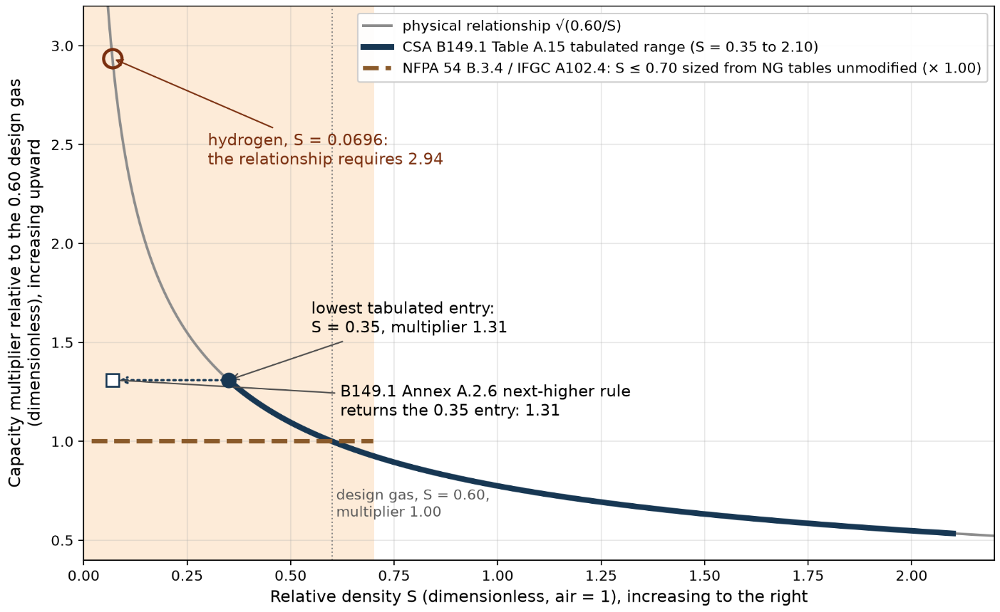 physical relationship √(0.60/S)
CSA B149.1 Table A.15 tabulated range (S = 0.35 to 2.10)
NFPA 54 B.3.4 / IFGC A102.4: S ≤ 0.70 sized from NG tables unmodified (× 1.00)
Capacity multiplier relative to the 0.60 design gas
(dimensionless), increasing upward
3.0
2.5
2.0
1.5
1.0
0.5
hydrogen, S = 0.0696:
the relationship requires 2.94
lowest tabulated entry:
S = 0.35, multiplier 1.31
B149.1 Annex A.2.6 next-higher rule
returns the 0.35 entry: 1.31
design gas, S = 0.60,
multiplier 1.00
0.00 0.25 0.50 0.75 1.00 1.25 1.50 1.75 2.00
Relative density S (dimensionless, air = 1), increasing to the right